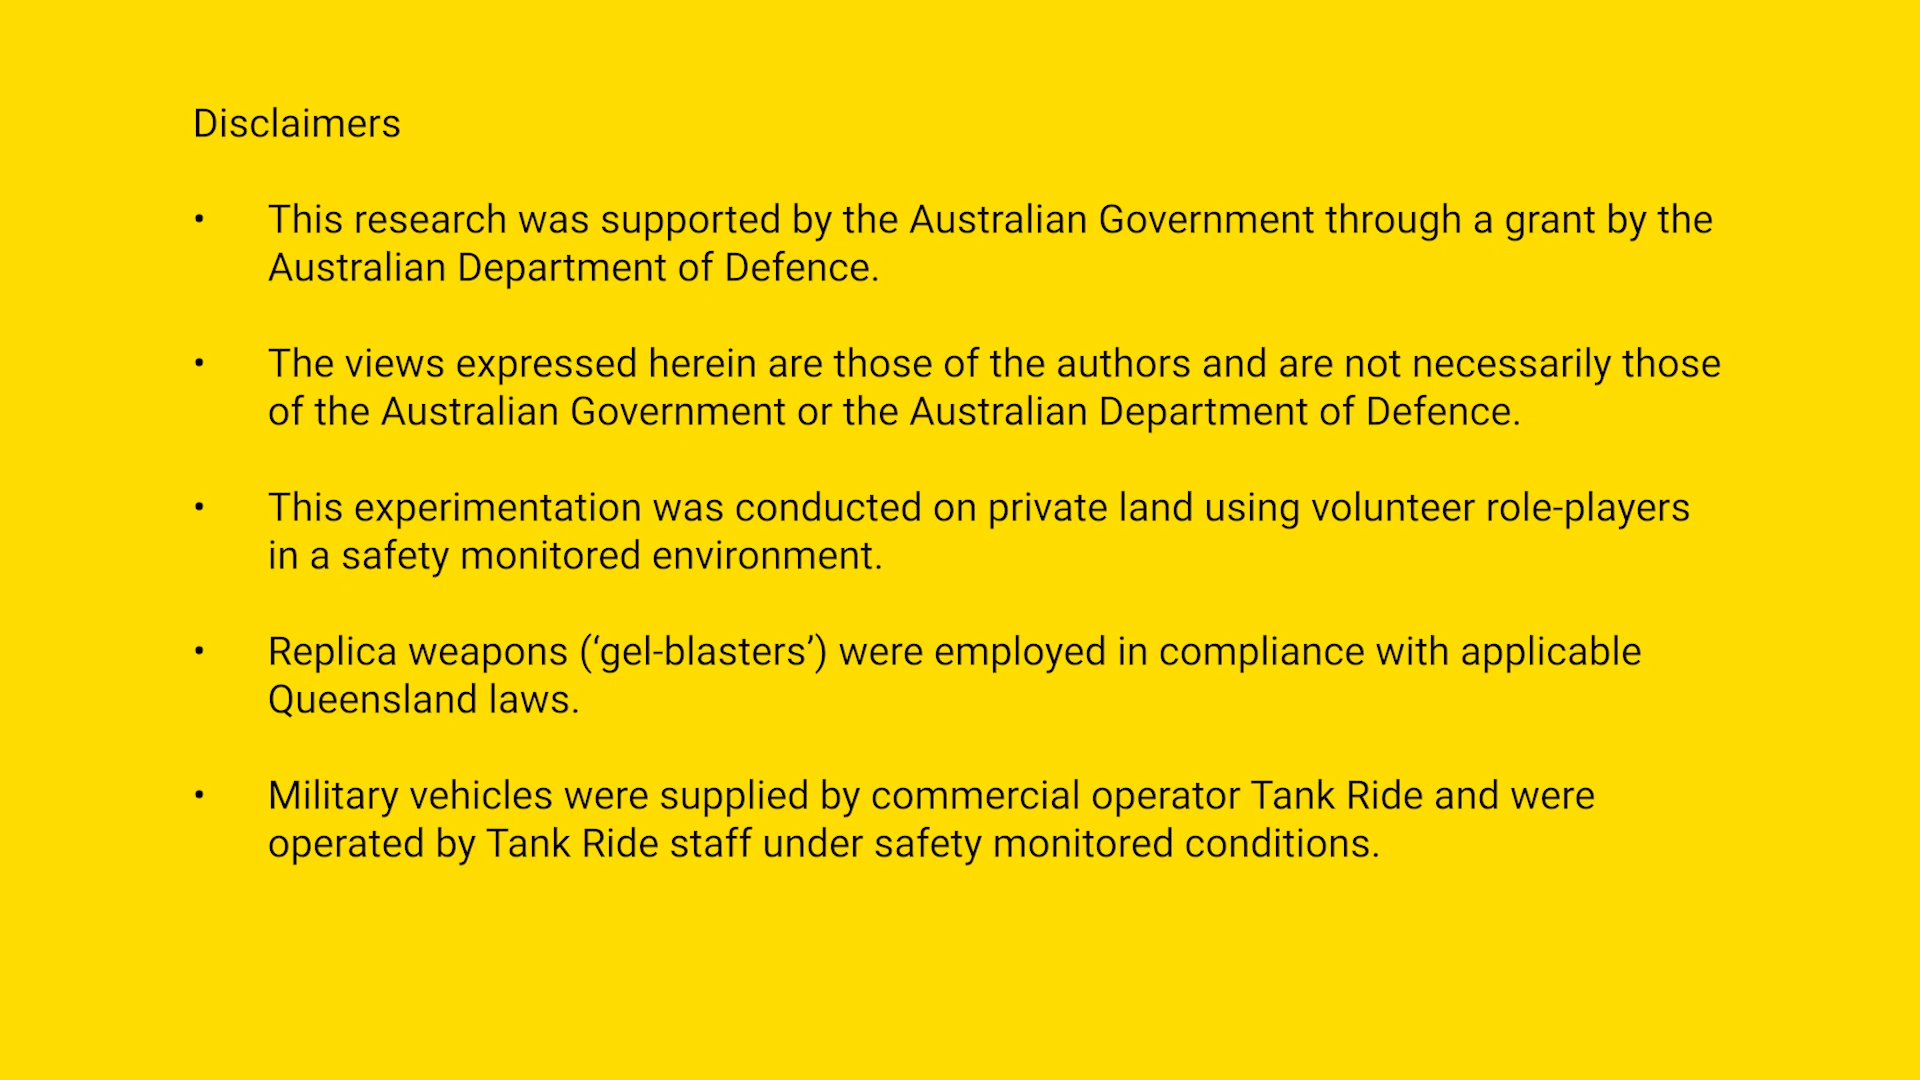 Disclaimers
• This research was supported by the Australian Government through a grant by the
Australian Department of Defence.
• The views expressed herein are those of the authors and are not necessarily those
of the Australian Government or the Australian Department of Defence.
• This experimentation was conducted on private land using volunteer role-players
in a safety monitored environment.
• Replica weapons (‘gel-blasters’) were employed in compliance with applicable
Queensland laws.
• Military vehicles were supplied by commercial operator Tank Ride and were
operated by Tank Ride staff under safety monitored conditions.